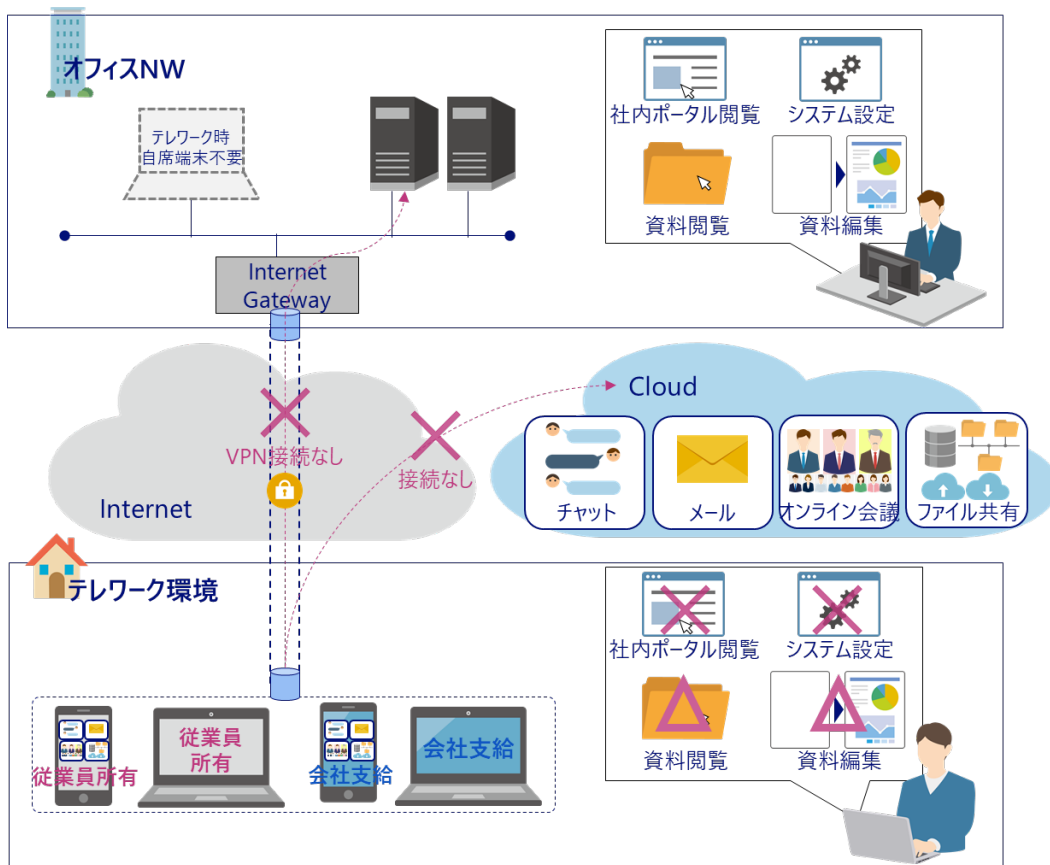 オフィスNW
テレワーク時
自席端末不要
社内ポータル閲覧
システム設定
資料閲覧
資料編集
Internet
Gateway
Cloud
VPN接続なし
接続なし
Internet
チャット
メール
オンライン会議
ファイル共有
テレワーク環境
社内ポータル閲覧
システム設定
資料閲覧
資料編集
従業員所有
従業員
所有
会社支給
会社支給